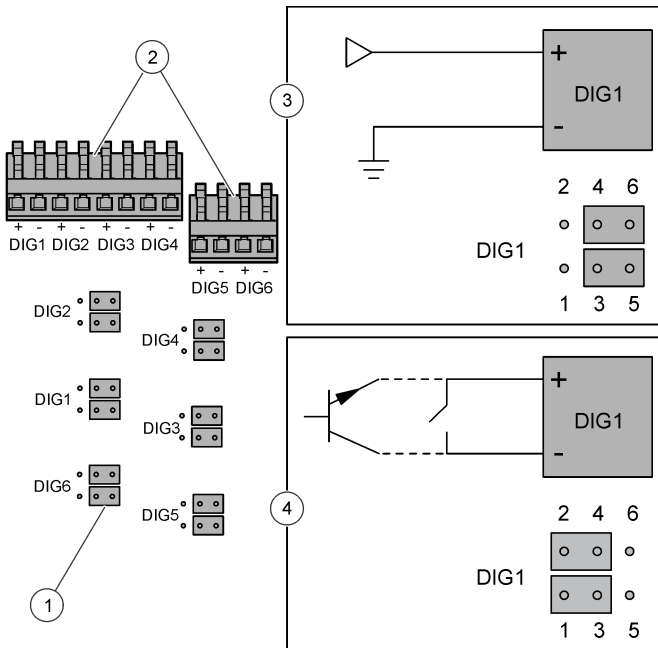 2
+ - + - + - + -
DIG1 DIG2 DIG3 DIG4
+ - + -
DIG5 DIG6
DIG2
DIG4
DIG1
DIG3
DIG6
DIG5
1
3
+
DIG1
-
2 4 6
DIG1
1 3 5
4
+
DIG1
-
2 4 6
DIG1
1 3 5